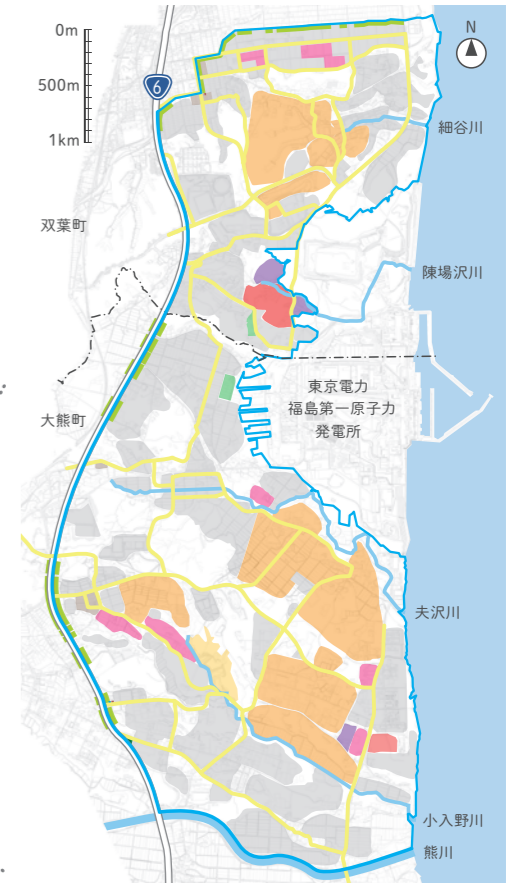 0m
500m
1km
6
N
細谷川
双葉町
陳場沢川
大熊町
東京電力
福島第一原子力
発電所
夫沢川
小入野川
熊川